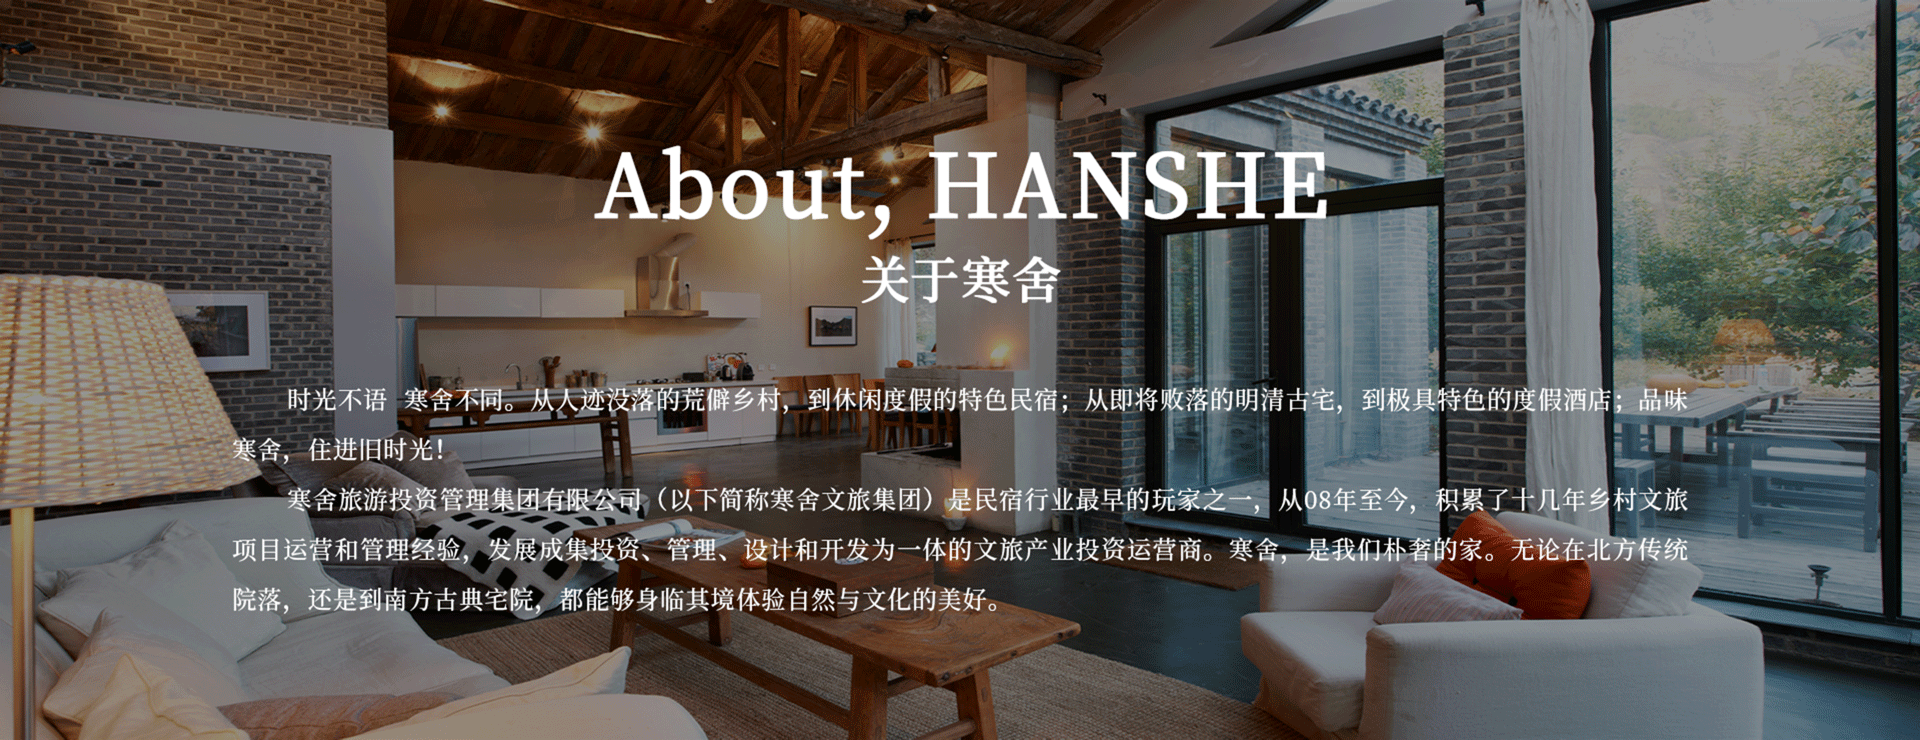 About, HANSHE
关于寒舍
时光不语 寒舍不同。从人迹没落的荒僻乡村，到休闲度假的特色民宿；从即将败落的明清古宅，到极具特色的度假酒店；品味
寒舍，住进旧时光！
寒舍旅游投资管理集团有限公司（以下简称寒舍文旅集团）是民宿行业最早的玩家之一，从08年至今，积累了十几年乡村文旅
项目运营和管理经验，发展成集投资、管理、设计和开发为一体的文旅产业投资运营商。寒舍，是我们朴奢的家。无论在北方传统
院落，还是到南方古典宅院，都能够身临其境体验自然与文化的美好。